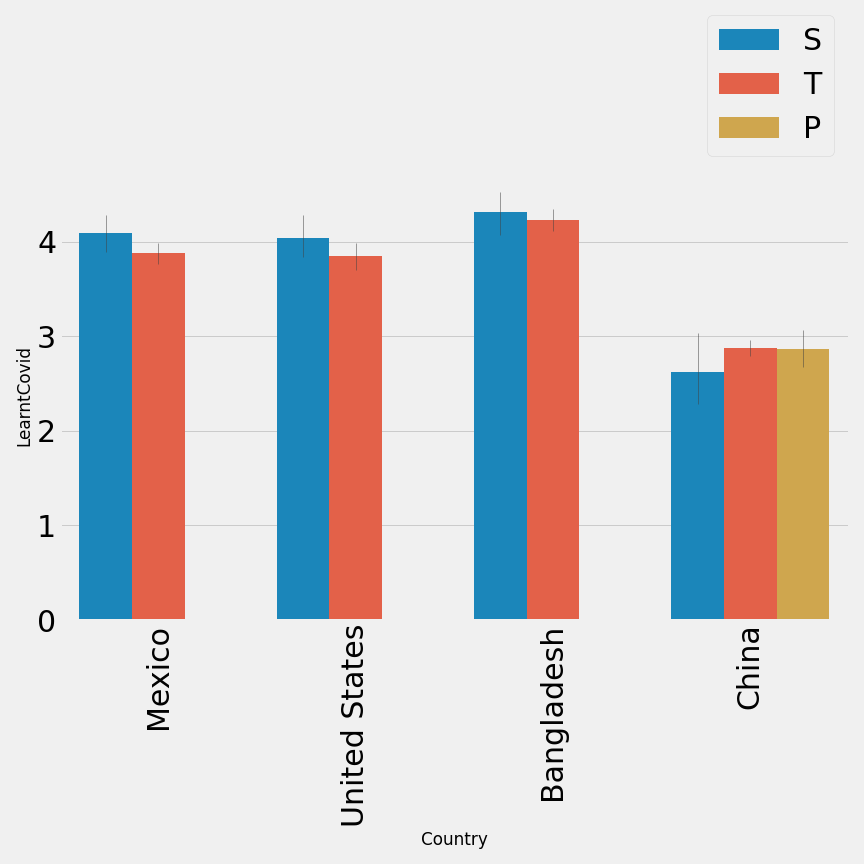 S
T
P
4
3
2
1
0
LearntCovid
Mexico
United States
Bangladesh
China
Country